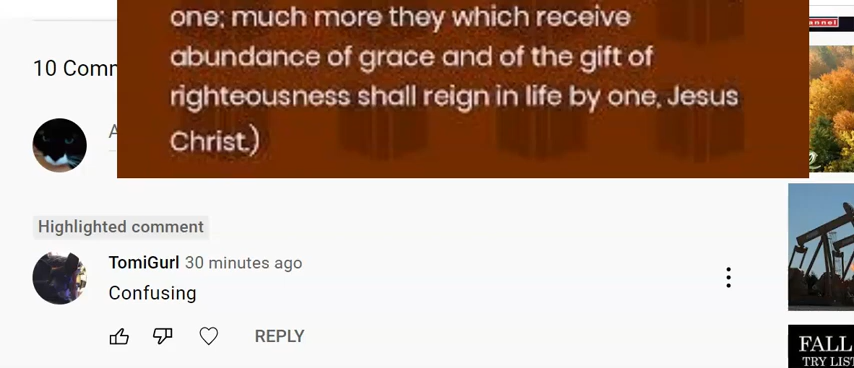 one; much more they which receive
abundance of grace and of the gift of
righteousness shall reign in life by one, Jesus
Christ.)
10 Comm
A
Highlighted comment
TomiGurl 30 minutes ago
Confusing
REPLY
annel
FALL
TRY LIST